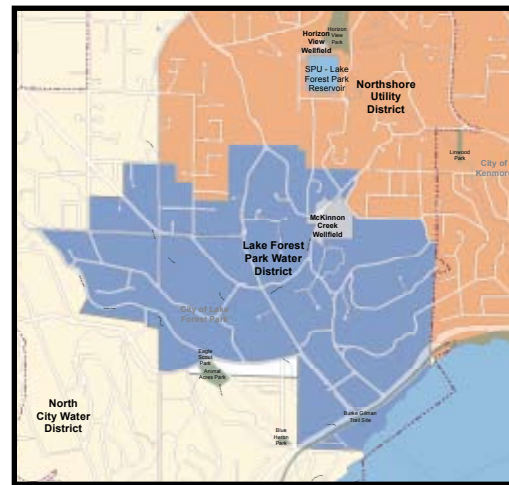 Horizon
View
Park
Horizon
View
Wellfield
SPU - Lake
Forest Park
Reservoir
Northshore
Utility
District
Linwood
Park
City of
Kenmore
McKinnon
Creek
Wellfield
Lake Forest
Park Water
District
City of Lake
Forest Park
Eagle
Scout
Park
Animal
Acres Park
North
City Water
District
Blue
Heron
Park
Burke Gilman
Trail Site